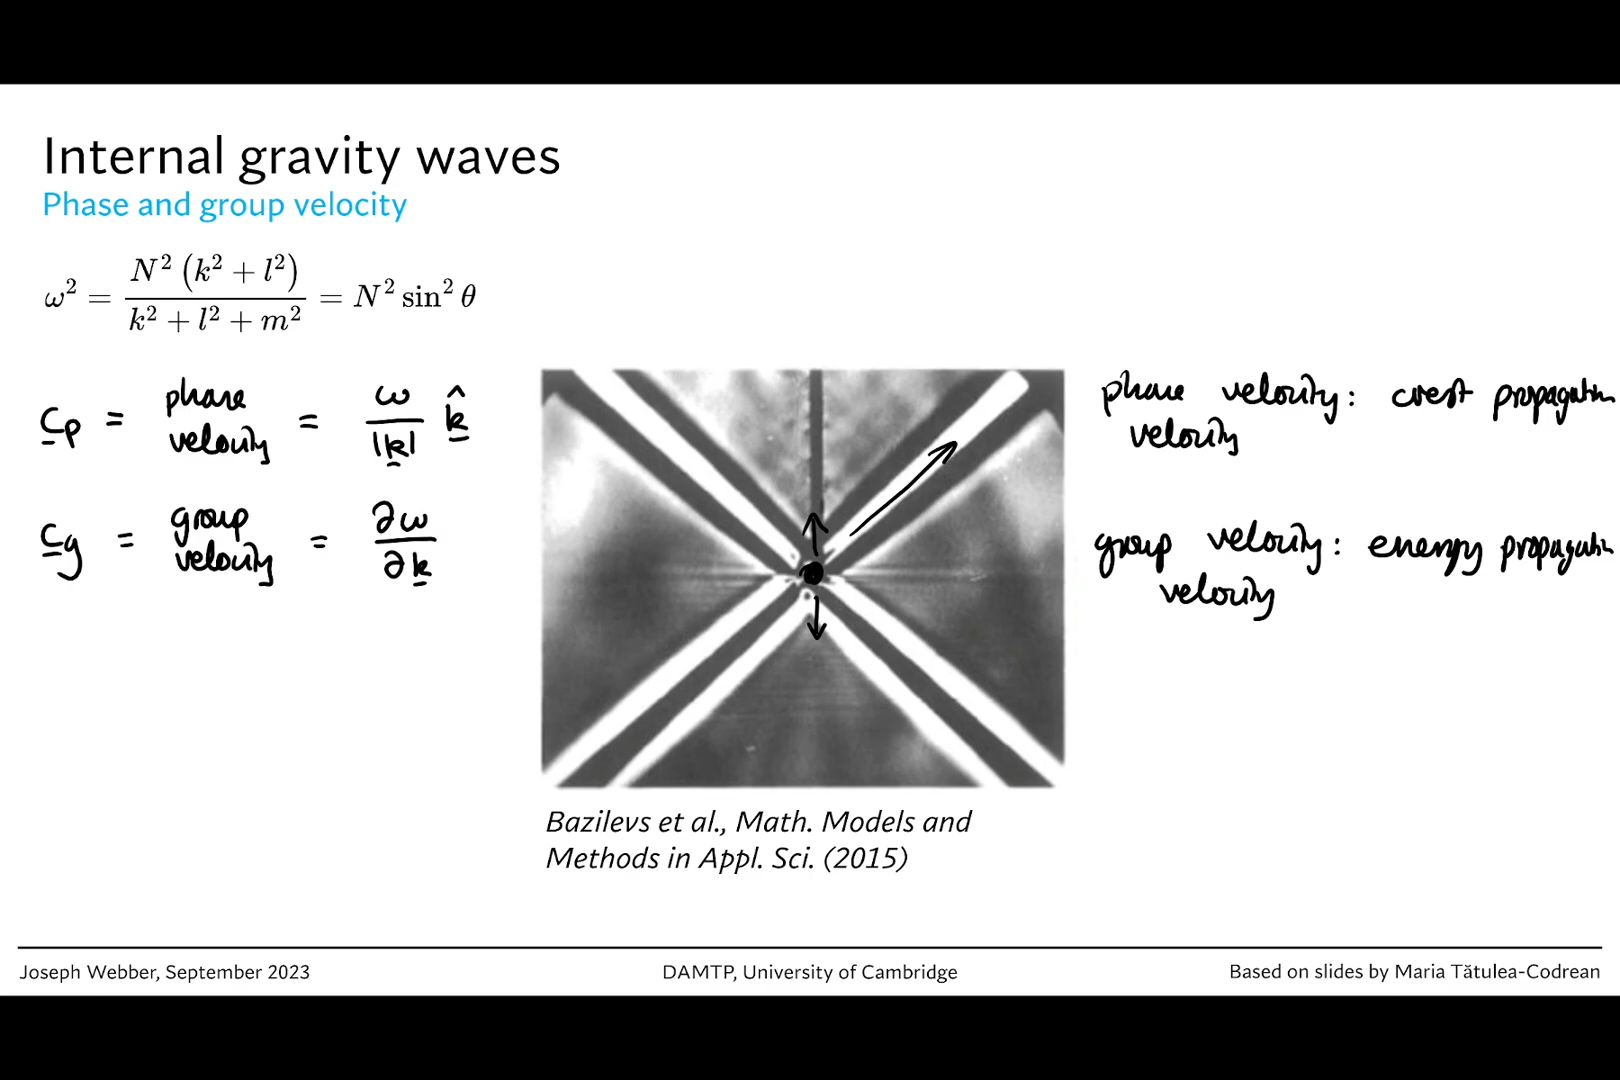 Internal gravity waves
Phase and group velocity
ω² = N² (k² + l²) / (k² + l² + m²) = N² sin² θ
c̲p = phase velocity = ω / |k̲| k̲̂
c̲g = group velocity = ∂ω / ∂k̲
phase velocity: crest propagation
velocity
group velocity: energy propagation
velocity
Bazilevs et al., Math. Models and
Methods in Appl. Sci. (2015)
Joseph Webber, September 2023
DAMTP, University of Cambridge
Based on slides by Maria Tătulea-Codrean